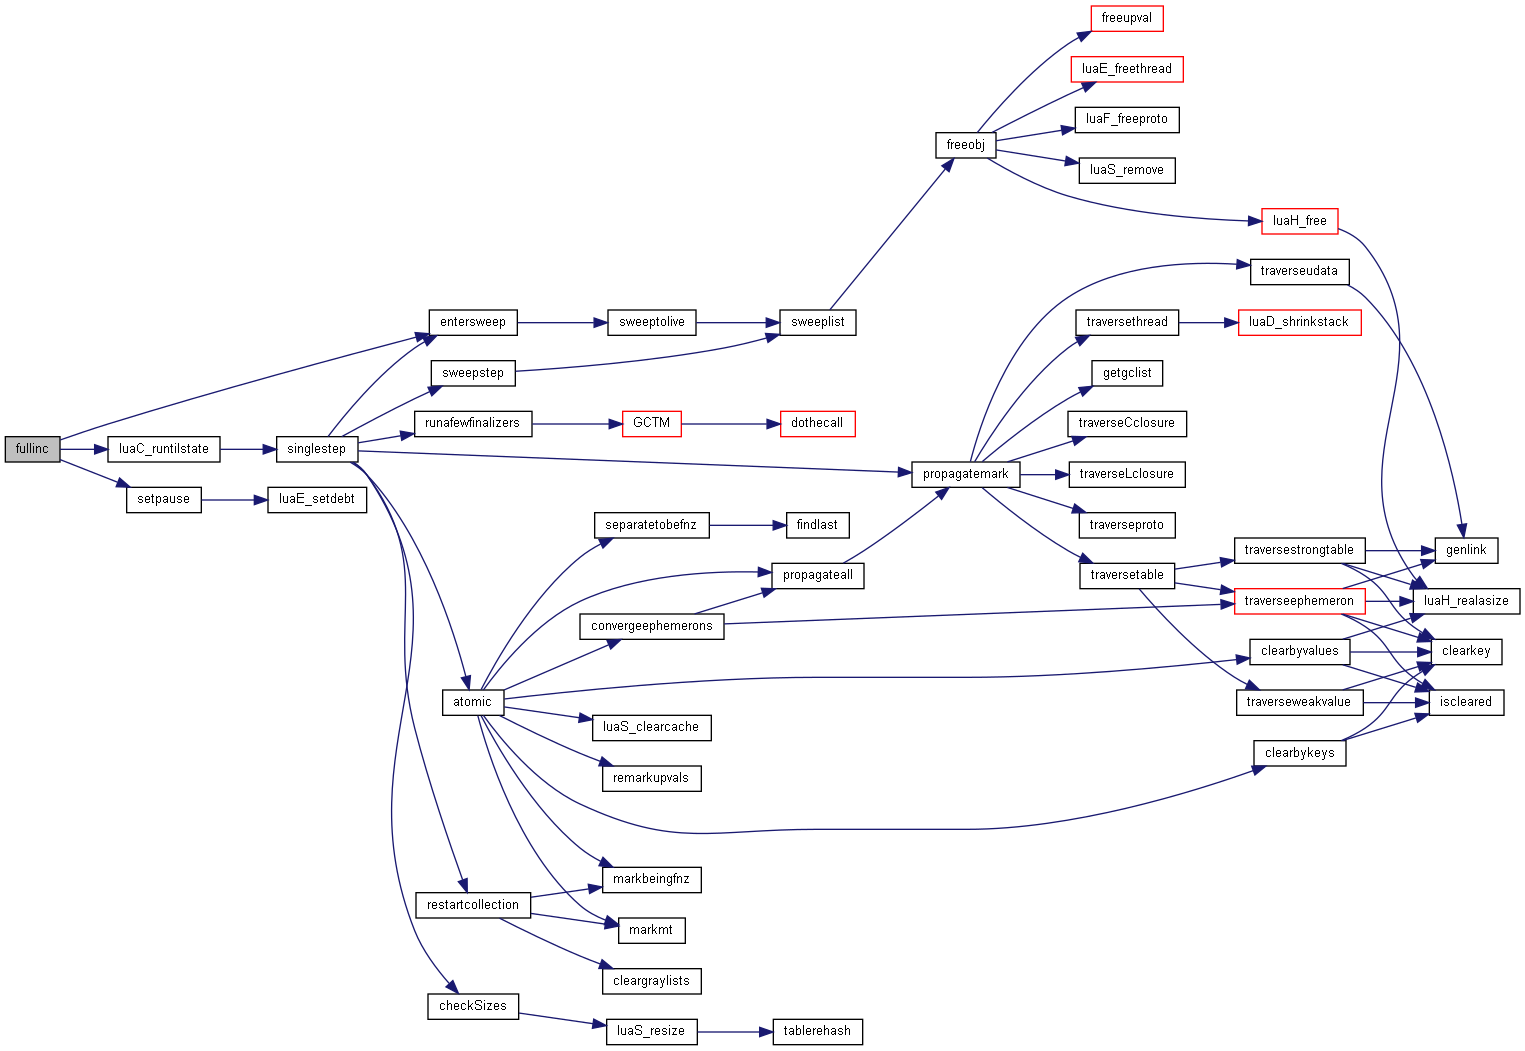 freeupval
luaE_freethread
luaF_freeproto
freeobj
luaS_remove
luaH_free
traverseudata
entersweep
sweeptolive
sweeplist
traversethread
luaD_shrinkstack
sweepstep
getgclist
runafewfinalizers
GCTM
dothecall
traverseCclosure
fullinc
luaC_runtilstate
singlestep
propagatemark
traverseLclosure
setpause
luaE_setdebt
separatetobefnz
findlast
traverseproto
traversestrongtable
genlink
propagateall
traversetable
traverseephemeron
luaH_realasize
convergeephemerons
clearbyvalues
clearkey
atomic
traverseweakvalue
iscleared
luaS_clearcache
clearbykeys
remarkupvals
markbeingfnz
restartcollection
markmt
cleargraylists
checkSizes
luaS_resize
tablerehash